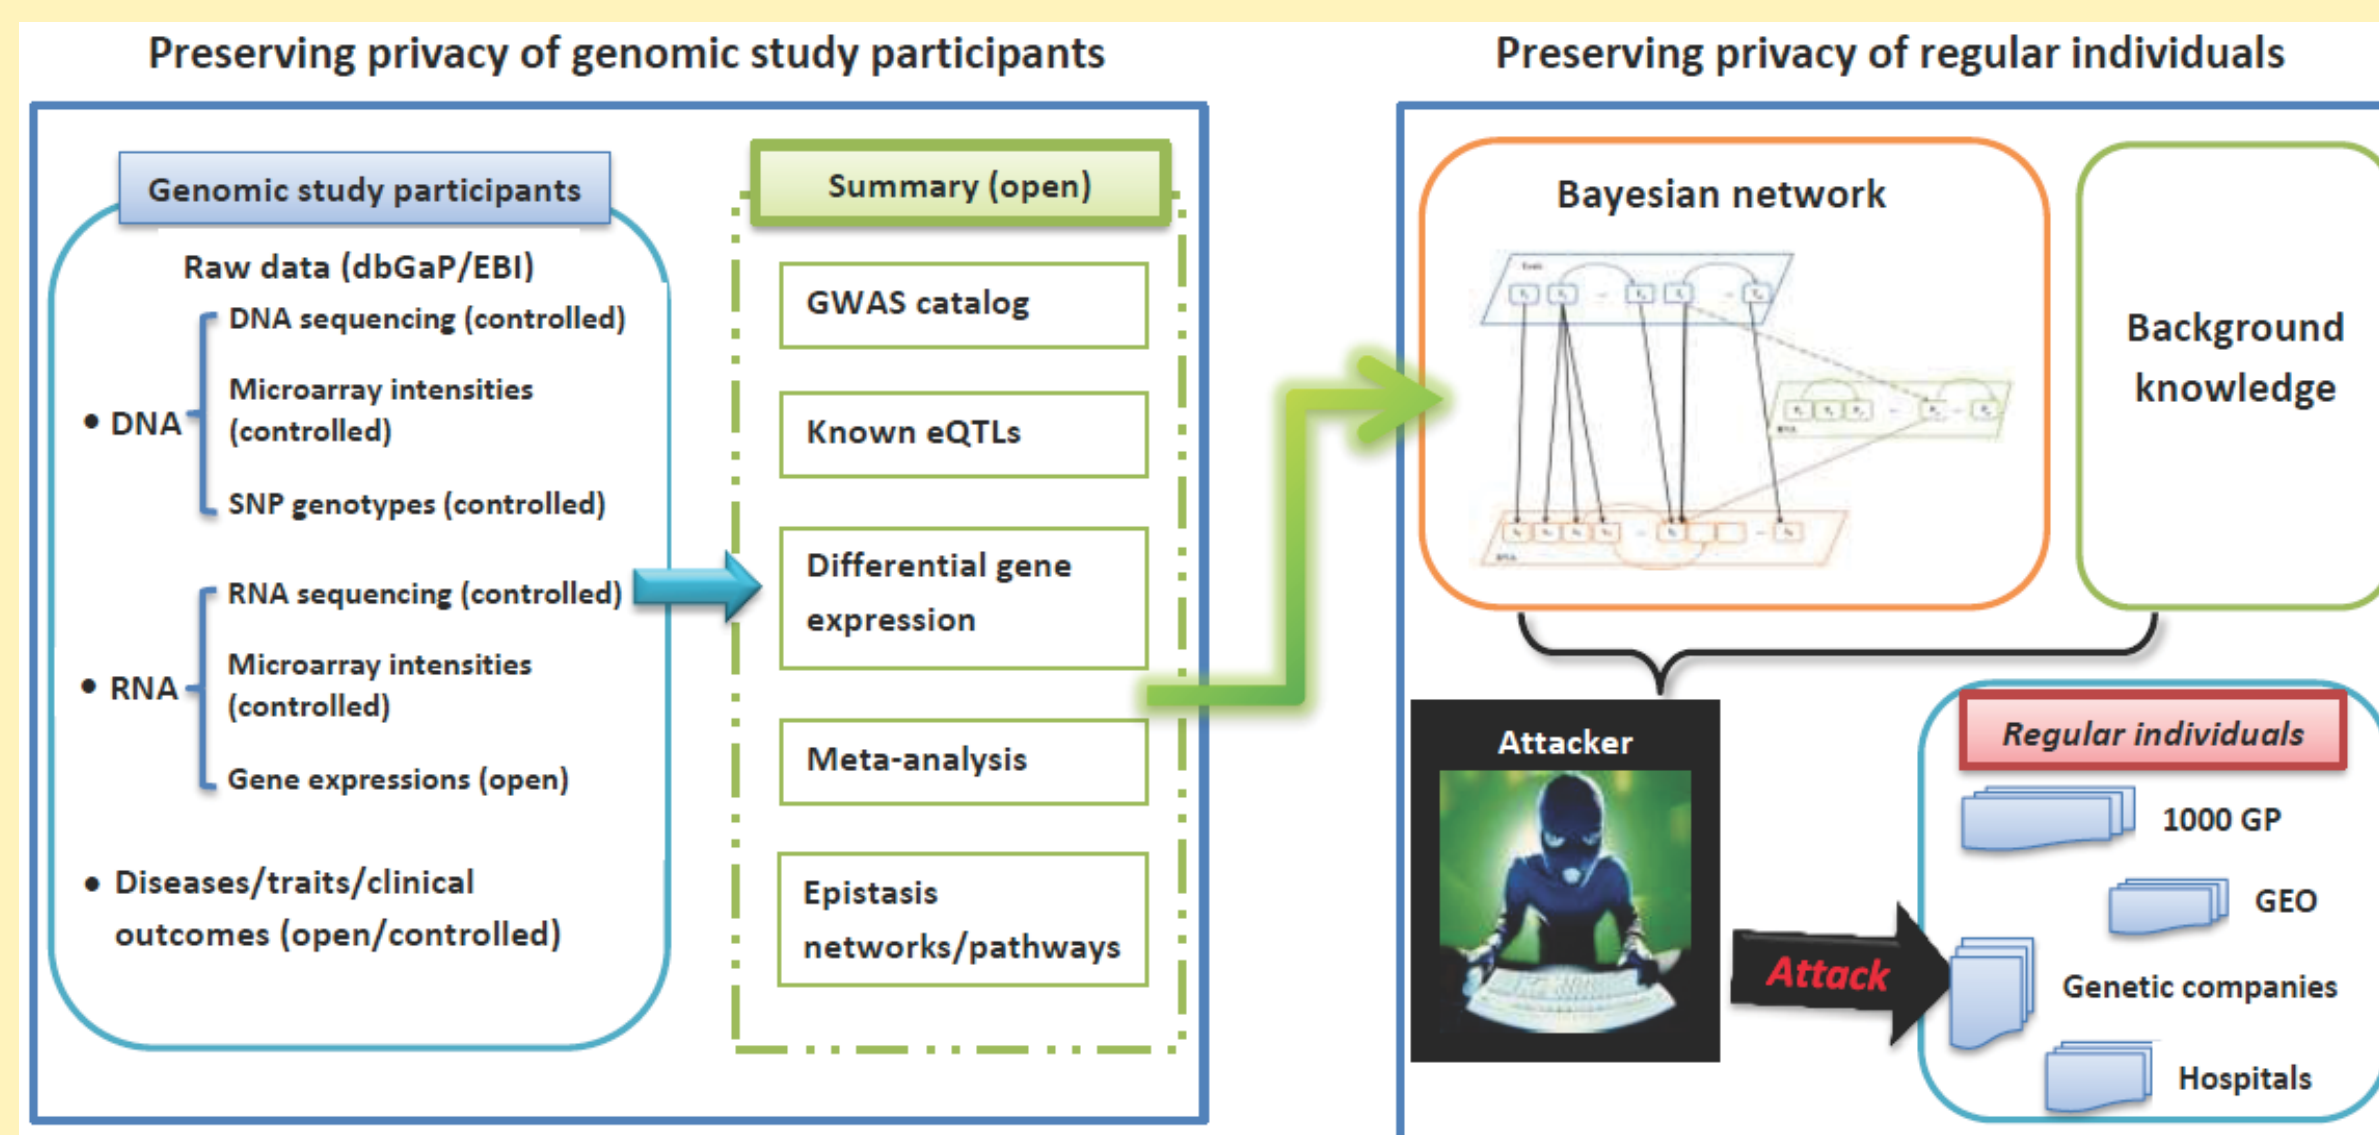 Preserving privacy of genomic study participants
Genomic study participants
Raw data (dbGaP/EBI)
• DNA
DNA sequencing (controlled)
Microarray intensities
(controlled)
SNP genotypes (controlled)
• RNA
RNA sequencing (controlled)
Microarray intensities
(controlled)
Gene expressions (open)
• Diseases/traits/clinical
outcomes (open/controlled)
Summary (open)
GWAS catalog
Known eQTLs
Differential gene
expression
Meta-analysis
Epistasis
networks/pathways
Preserving privacy of regular individuals
Bayesian network
Background
knowledge
Attacker
Attack
Regular individuals
1000 GP
GEO
Genetic companies
Hospitals